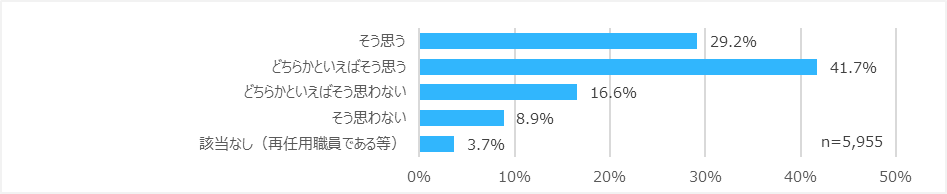 そう思う 29.2%
どちらかといえばそう思う 41.7%
どちらかといえばそう思わない 16.6%
そう思わない 8.9%
該当なし（再任用職員である等） 3.7%
n=5,955
0% 10% 20% 30% 40% 50%